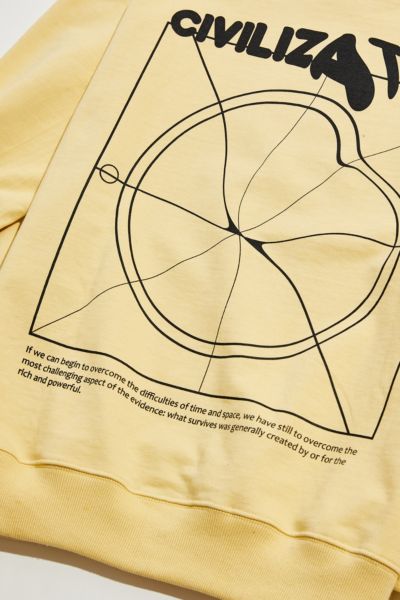 CIVILIZAT
If we can begin to overcome the difficulties of time and space, we have still to overcome the
most challenging aspect of the evidence: what survives was generally created by or for the
rich and powerful.